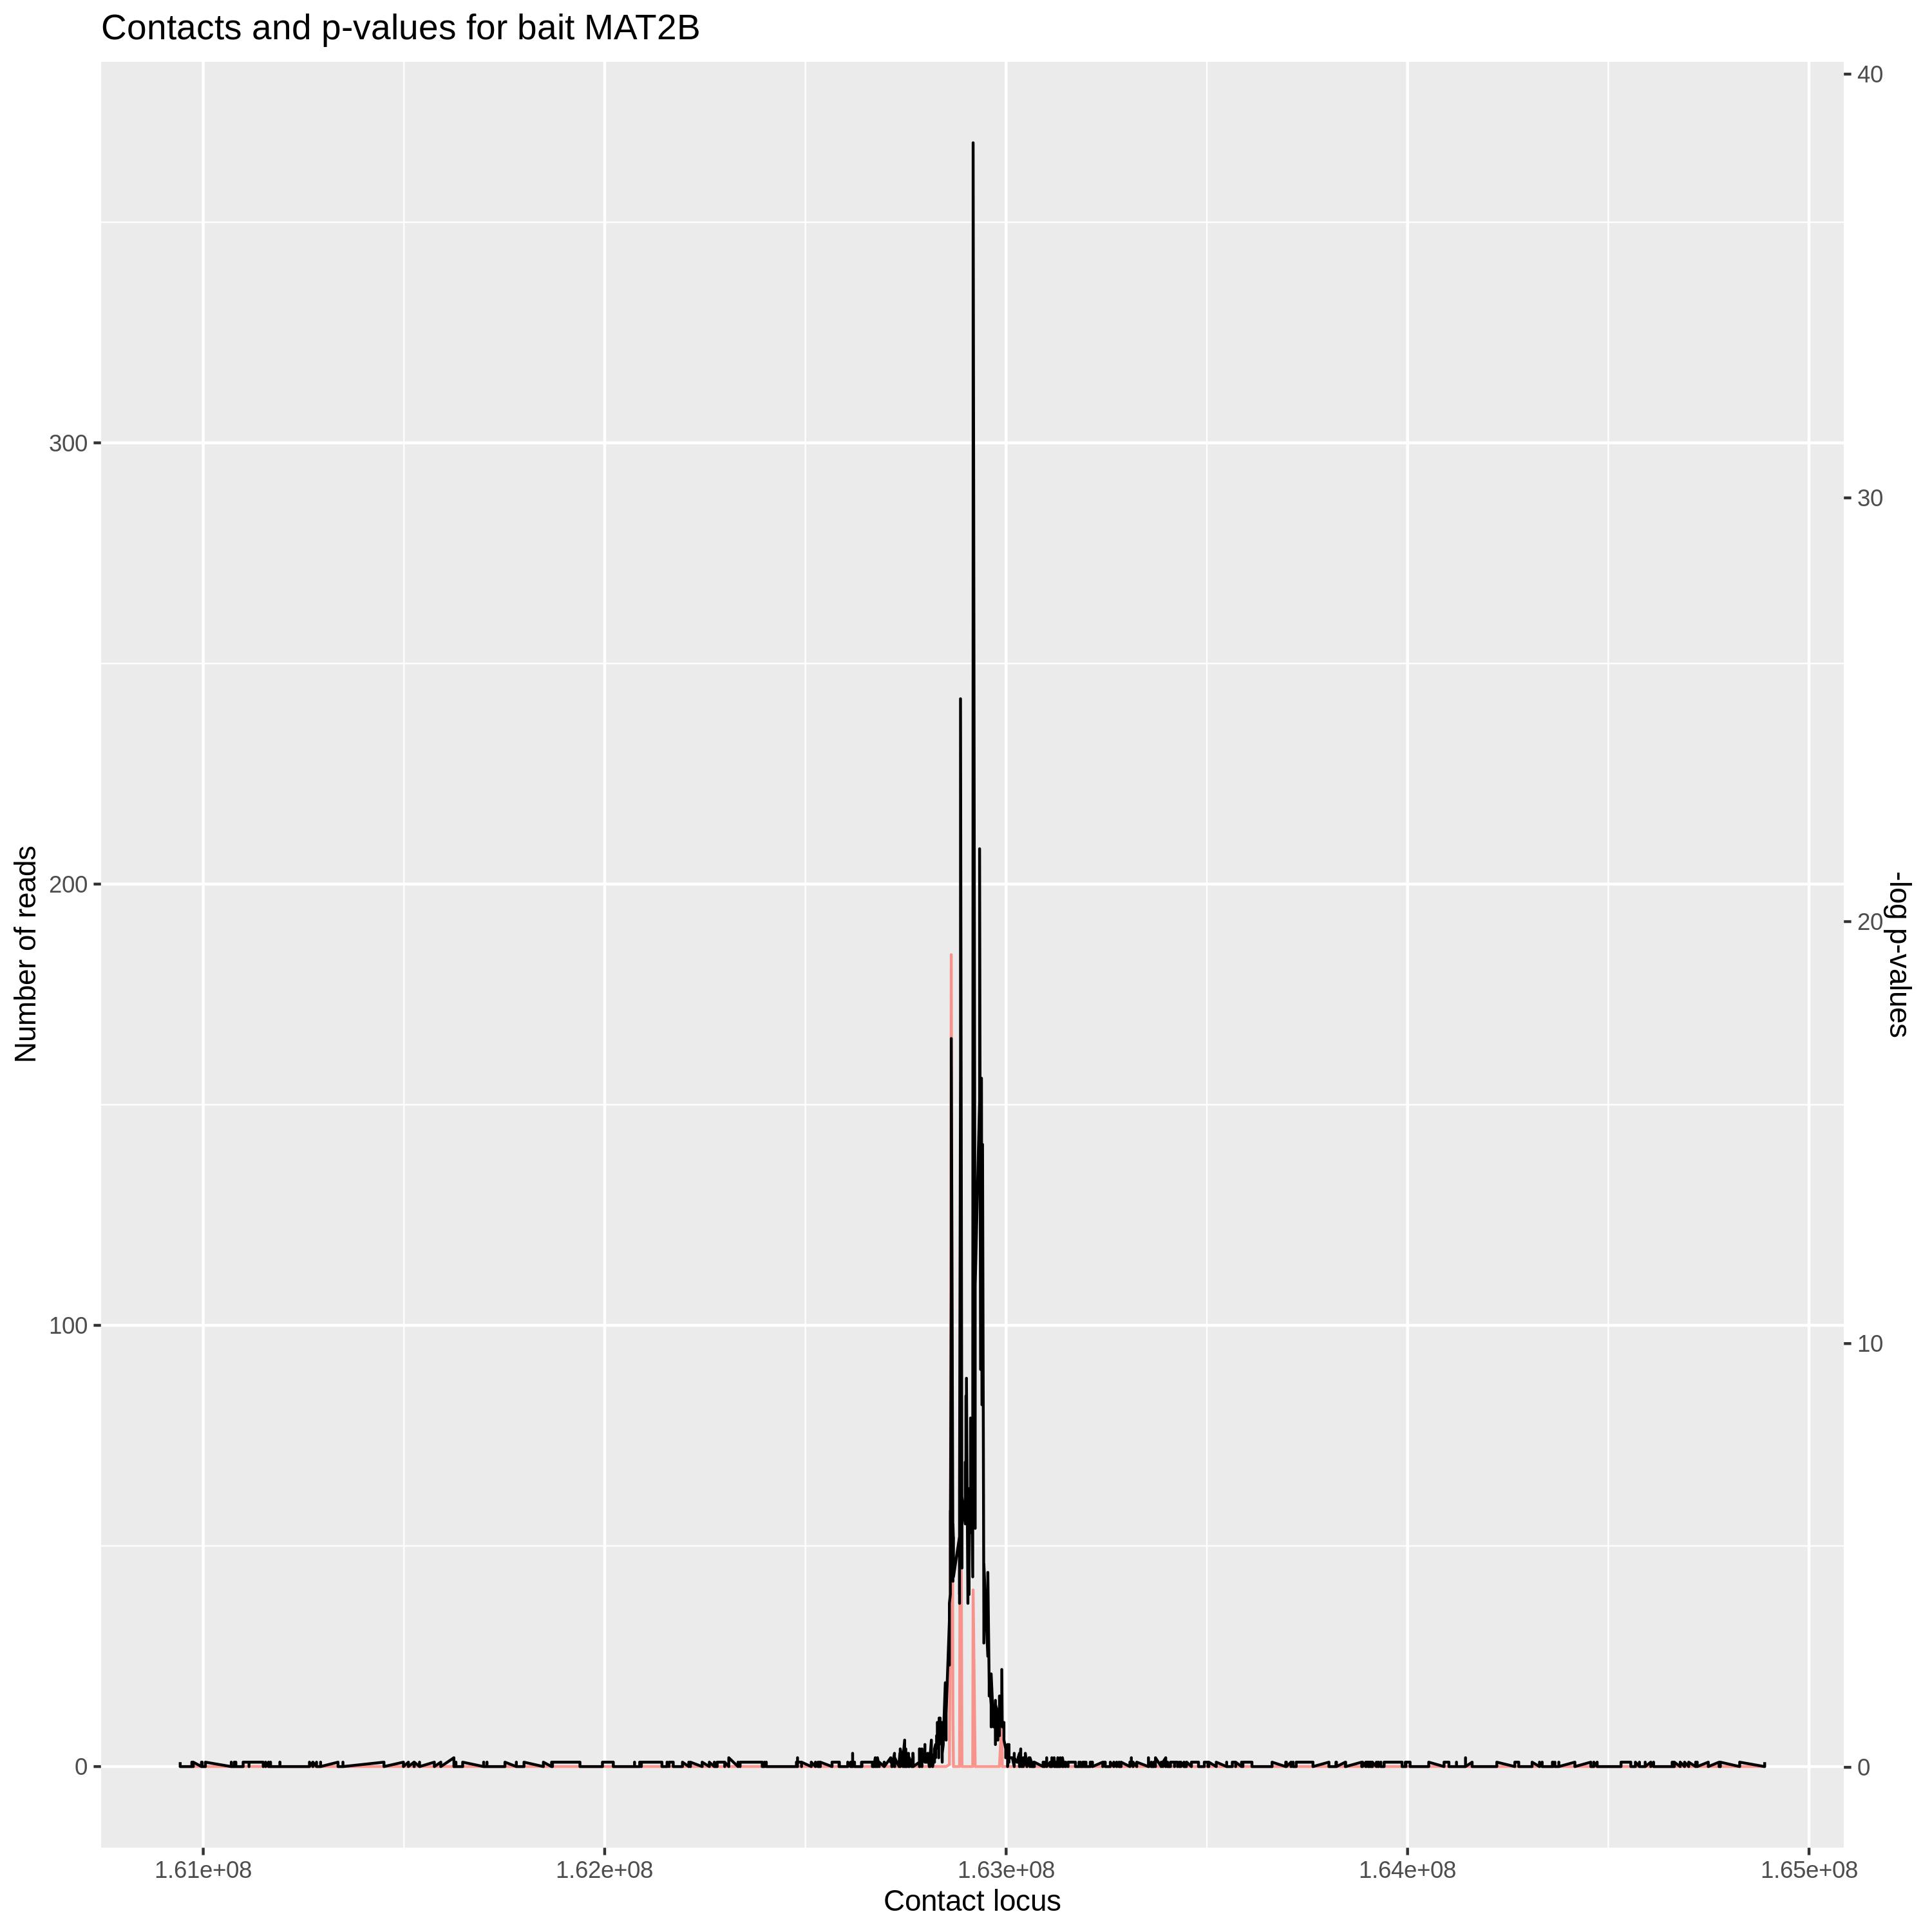 Contacts and p-values for bait MAT2B
40
300
30
200
20
100
10
0
0
Number of reads
-log p-values
1.61e+08
1.62e+08
1.63e+08
1.64e+08
1.65e+08
Contact locus